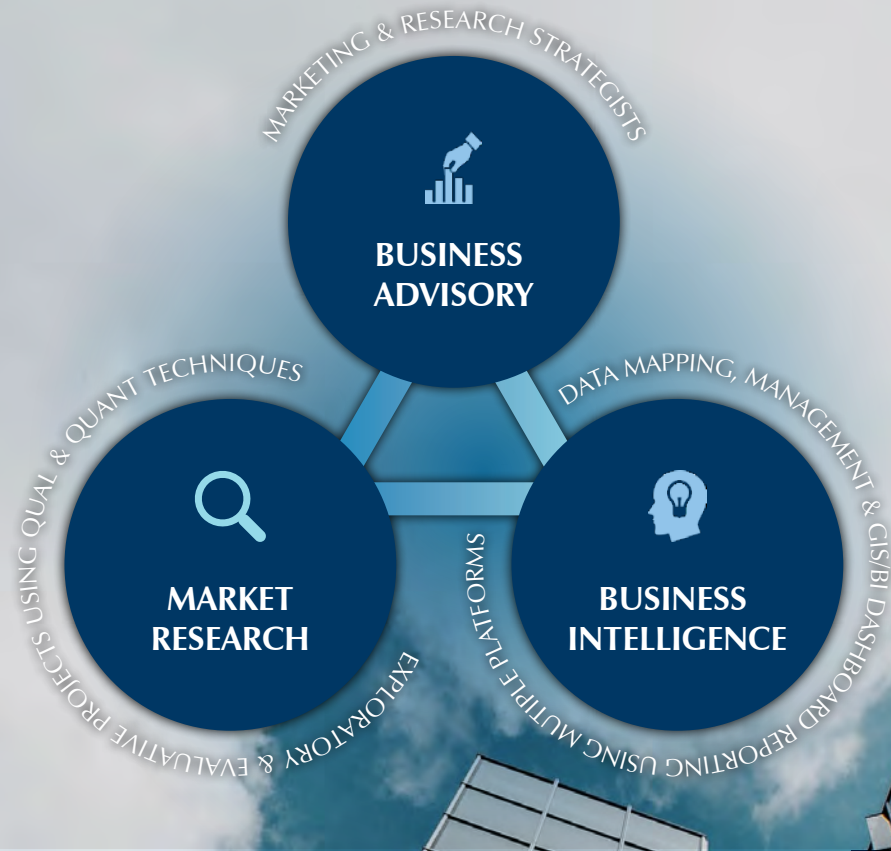 MARKETING & RESEARCH STRATEGISTS
BUSINESS
ADVISORY
EXPLORATORY & EVALUATIVE PROJECTS USING QUAL & QUANT TECHNIQUES
MARKET
RESEARCH
DATA MAPPING, MANAGEMENT & GIS/BI DASHBOARD REPORTING USING MULTIPLE PLATFORMS
BUSINESS
INTELLIGENCE